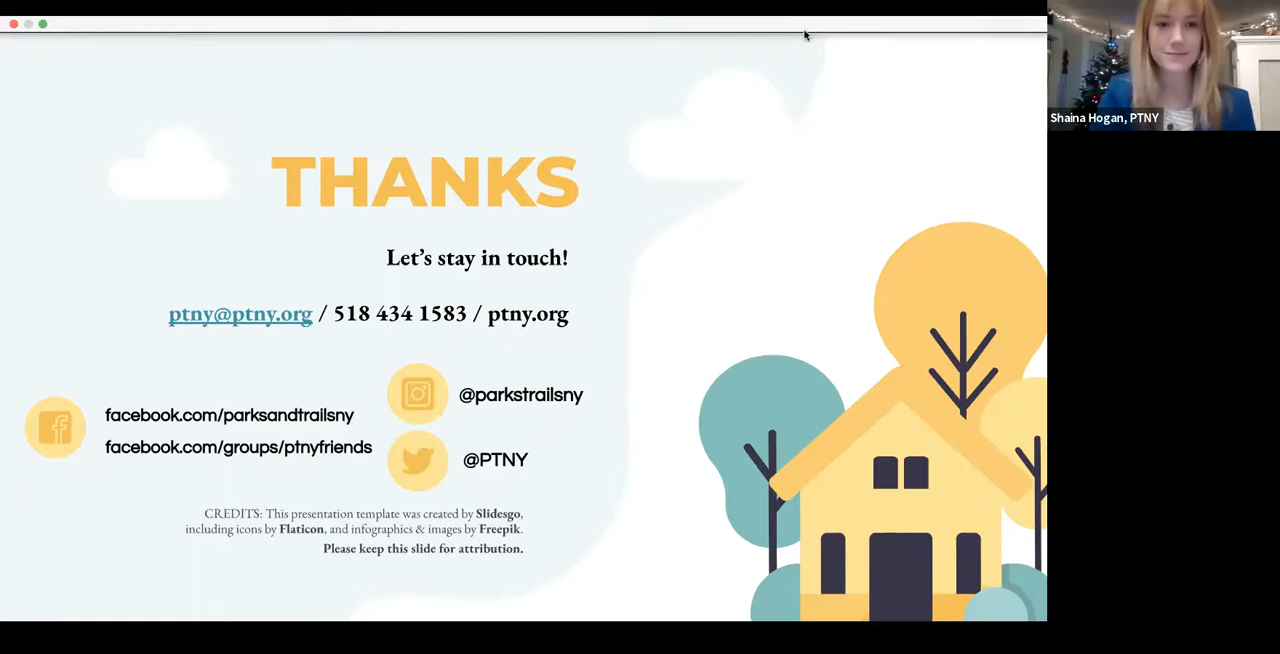 Shaina Hogan, PTNY
THANKS
Let's stay in touch!
ptny@ptny.org / 518 434 1583 / ptny.org
facebook.com/parksandtrailsny
facebook.com/groups/ptnyfriends
@parkstrailsny
@PTNY
CREDITS: This presentation template was created by Slidesgo,
including icons by Flaticon, and infographics & images by Freepik.
Please keep this slide for attribution.